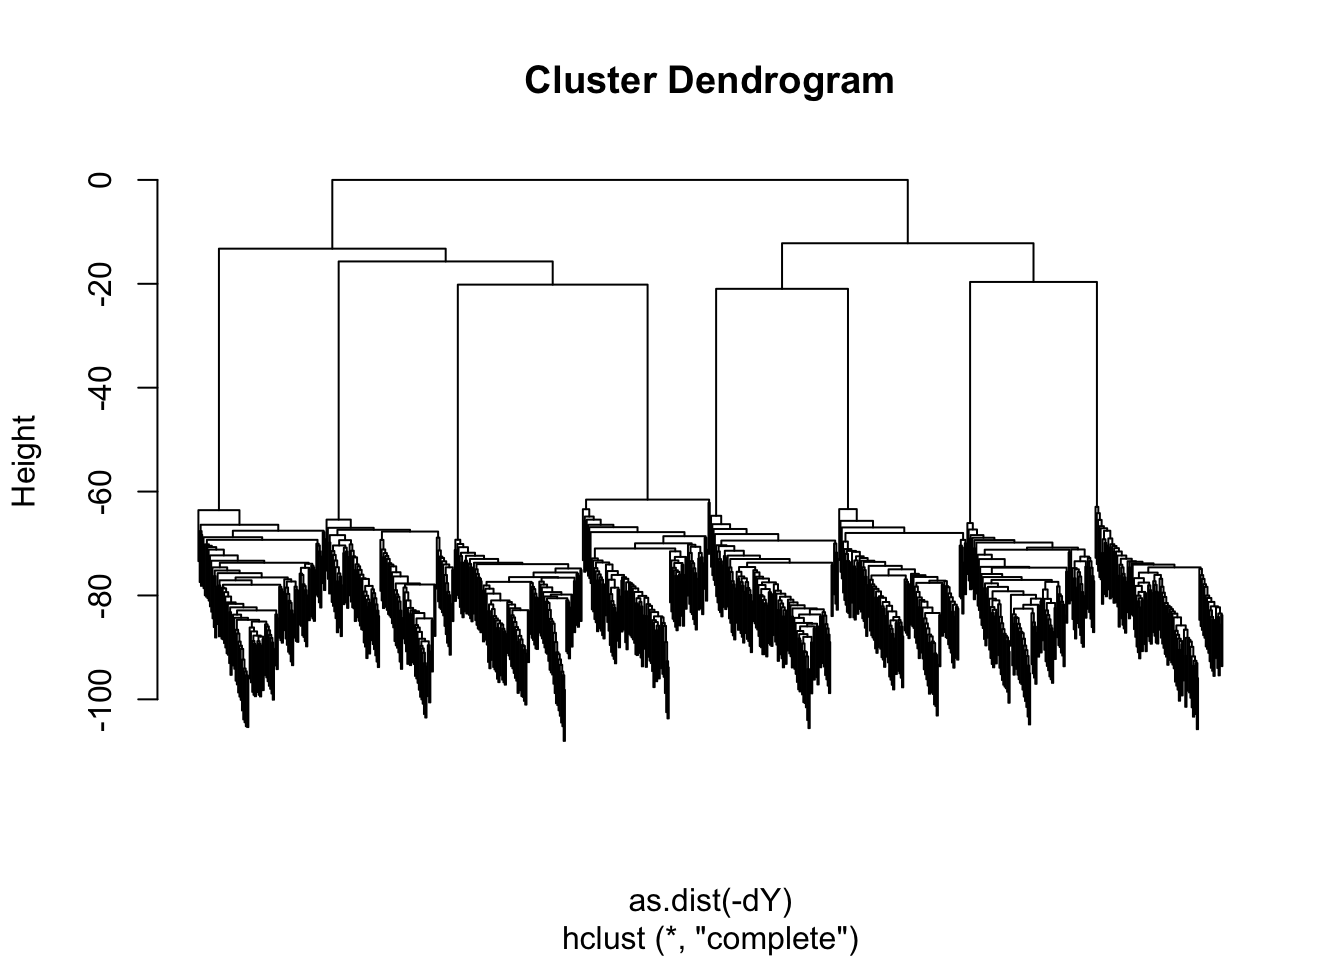 Cluster Dendrogram
Height
0
-20
-40
-60
-80
-100
as.dist(-dY)
hclust (*, "complete")